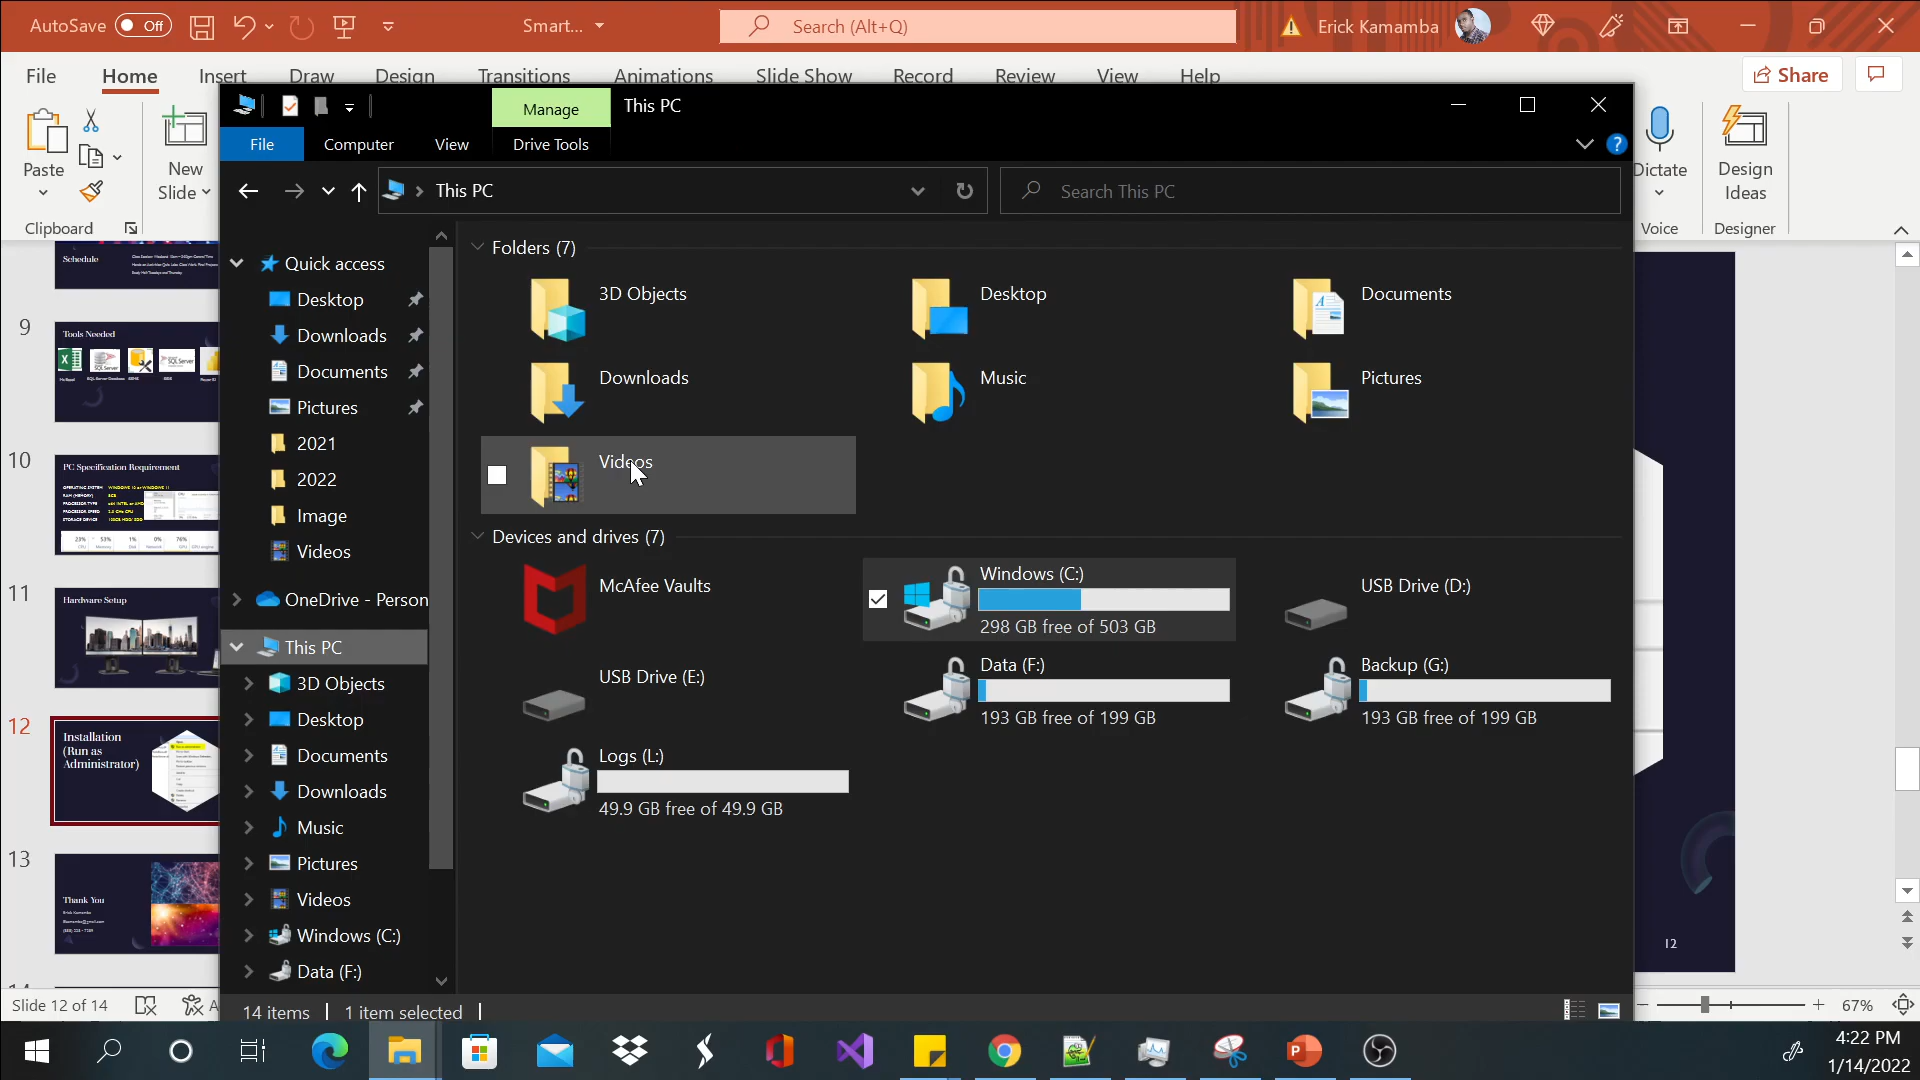 AutoSave Off
Smart...
Search (Alt+Q)
Erick Kamamba
File Home Insert Draw Design Transitions Animations Slide Show Record Review View Help
Share
Paste
New
Slide
Clipboard
Dictate
Voice
Design
Ideas
Designer
Manage
This PC
File
Computer
View
Drive Tools
This PC
Search This PC
Quick access
Desktop
Downloads
Documents
Pictures
2021
2022
Image
Videos
OneDrive - Person
This PC
3D Objects
Desktop
Documents
Downloads
Music
Pictures
Videos
Windows (C:)
Data (F:)
Folders (7)
3D Objects
Desktop
Documents
Downloads
Music
Pictures
Videos
Devices and drives (7)
McAfee Vaults
Windows (C:)
298 GB free of 503 GB
USB Drive (D:)
USB Drive (E:)
Data (F:)
193 GB free of 199 GB
Backup (G:)
193 GB free of 199 GB
Logs (L:)
49.9 GB free of 49.9 GB
14 items
1 item selected
Schedule
9
Tools Needed
10
PC Specification Requirement
11
Hardware Setup
12
Installation
(Run as
Administrator)
13
Thank You
12
Slide 12 of 14
67%
4:22 PM
1/14/2022